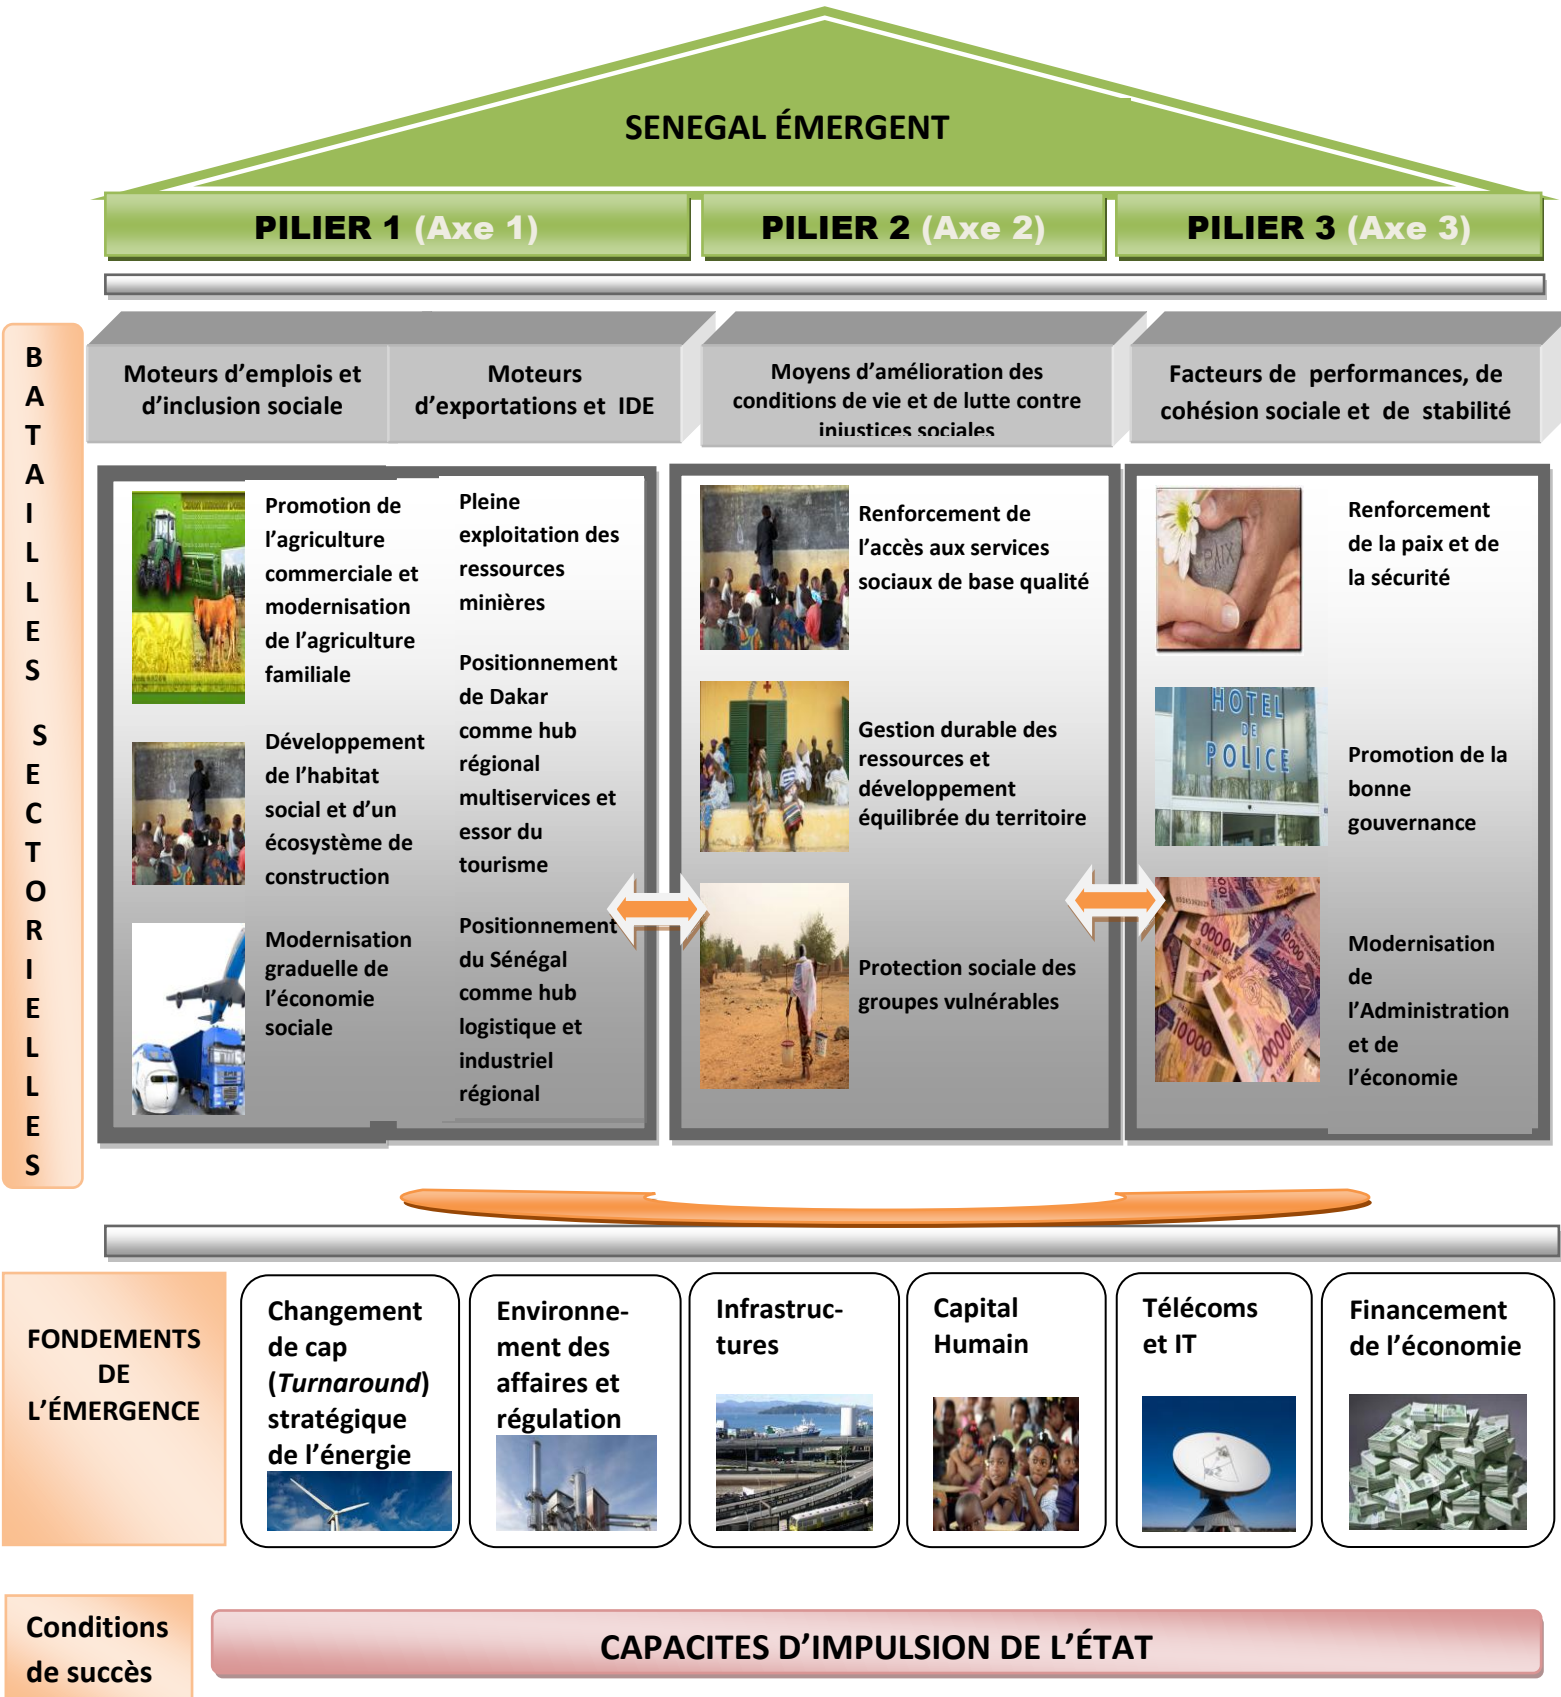 SENEGAL ÉMERGENT
PILIER 1 (Axe 1)
PILIER 2 (Axe 2)
PILIER 3 (Axe 3)
BATAILLES SECTORIELLES
Moteurs d’emplois et
d’inclusion sociale
Moteurs
d’exportations et IDE
Moyens d’amélioration des
conditions de vie et de lutte contre
injustices sociales
Facteurs de performances, de
cohésion sociale et de stabilité
Promotion de
l’agriculture
commerciale et
modernisation
de l’agriculture
familiale
Développement
de l’habitat
social et d’un
écosystème de
construction
Modernisation
graduelle de
l’économie
sociale
Pleine
exploitation des
ressources
minières
Positionnement
de Dakar
comme hub
régional
multiservices et
essor du
tourisme
Positionnement
du Sénégal
comme hub
logistique et
industriel
régional
Renforcement de
l’accès aux services
sociaux de base qualité
Gestion durable des
ressources et
développement
équilibrée du territoire
Protection sociale des
groupes vulnérables
PAIX
Renforcement
de la paix et de
la sécurité
HOTEL
DE
POLICE
Promotion de la
bonne
gouvernance
10000
Modernisation
de
l’Administration
et de
l’économie
FONDEMENTS
DE
L’ÉMERGENCE
Changement
de cap
(Turnaround)
stratégique
de l’énergie
Environne-
ment des
affaires et
régulation
Infrastruc-
tures
Capital
Humain
Télécoms
et IT
Financement
de l’économie
Conditions
de succès
CAPACITES D’IMPULSION DE L’ÉTAT